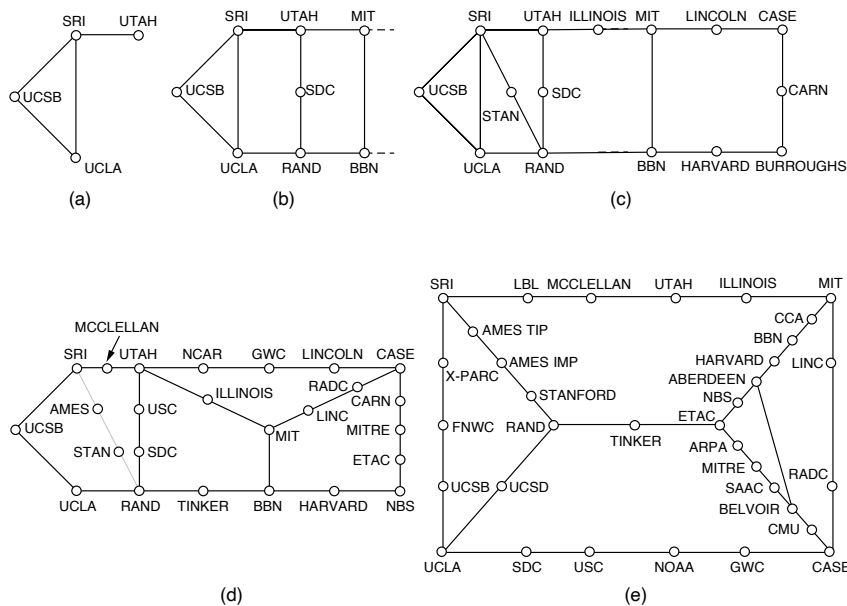 SRI UTAH
UCSB
UCLA
(a)
SRI UTAH MIT
UCSB SDC
UCLA RAND BBN
(b)
SRI UTAH ILLINOIS MIT LINCOLN CASE
UCSB SDC CARN
STAN
UCLA RAND BBN HARVARD BURROUGHS
(c)
MCCLELLAN
SRI UTAH NCAR GWC LINCOLN CASE
RADC
ILLINOIS CARN
AMES USC LINC
UCSB MIT MITRE
STAN SDC ETAC
UCLA RAND TINKER BBN HARVARD NBS
(d)
SRI LBL MCCLELLAN UTAH ILLINOIS MIT
CCA
AMES TIP BBN
AMES IMP HARVARD LINC
X-PARC ABERDEEN
STANFORD NBS
FNWC RAND ETAC
TINKER ARPA
MITRE
UCSB UCSD SAAC RADC
BELVOIR
CMU
UCLA SDC USC NOAA GWC CASE
(e)